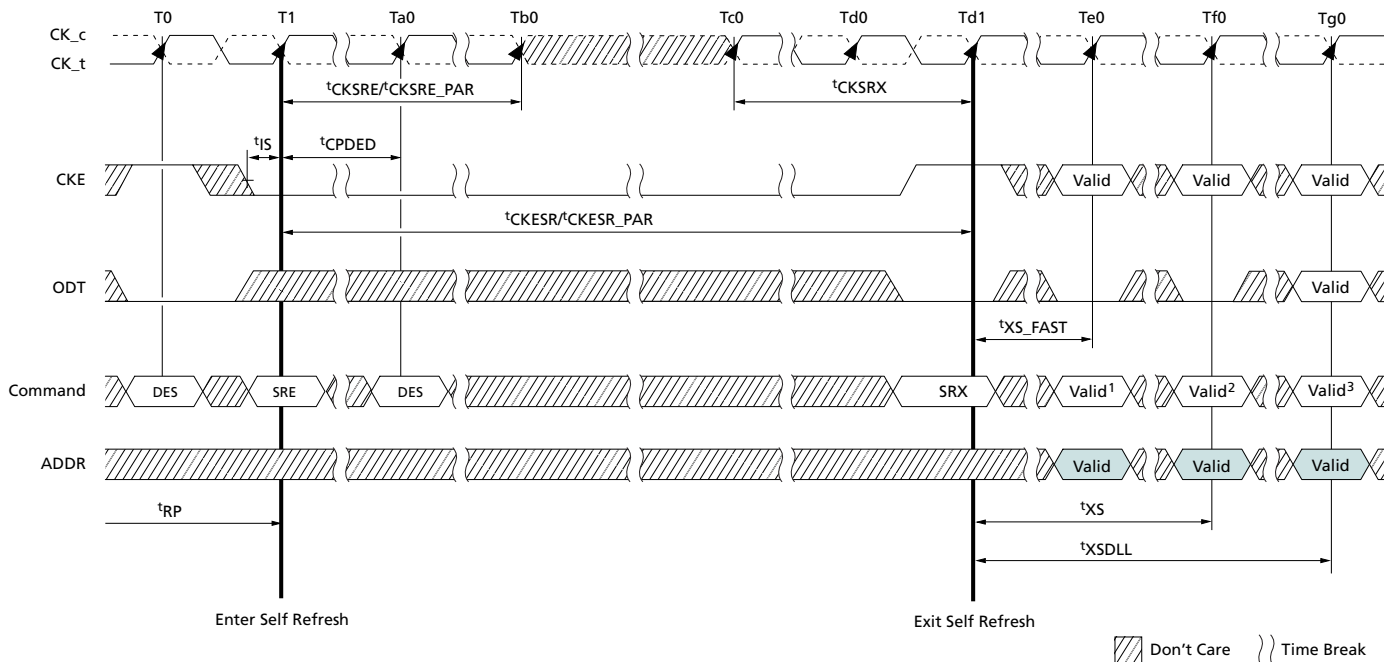 T0 T1 Ta0 Tb0 Tc0 Td0 Td1 Te0 Tf0 Tg0
CK_c
CK_t
tCKSRE/tCKSRE_PAR tCKSRX
tIS tCPDED
CKE Valid Valid Valid
tCKESR/tCKESR_PAR
ODT Valid
tXS_FAST
Command DES SRE DES SRX Valid1 Valid2 Valid3
ADDR Valid Valid Valid
tRP tXS
tXSDLL
Enter Self Refresh Exit Self Refresh
Don't Care Time Break